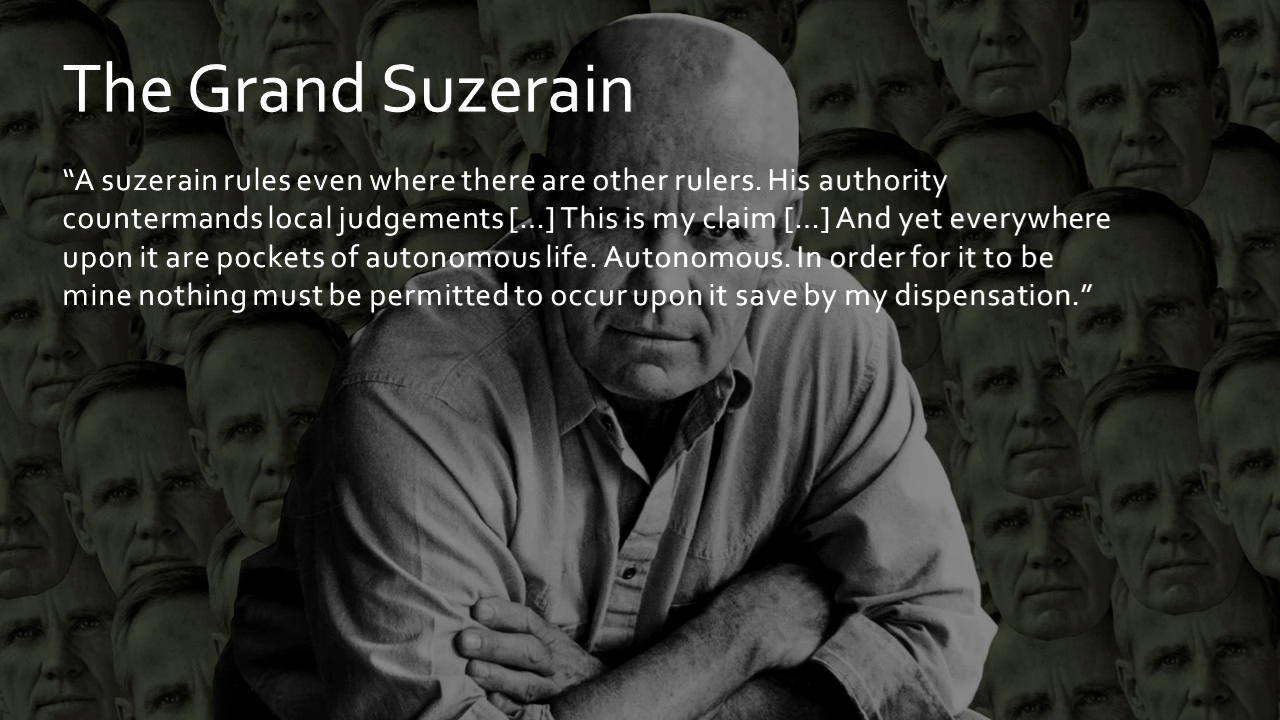 The Grand Suzerain
“A suzerain rules even where there are other rulers. His authority
countermands local judgements […] This is my claim […] And yet everywhere
upon it are pockets of autonomous life. Autonomous. In order for it to be
mine nothing must be permitted to occur upon it save by my dispensation.”